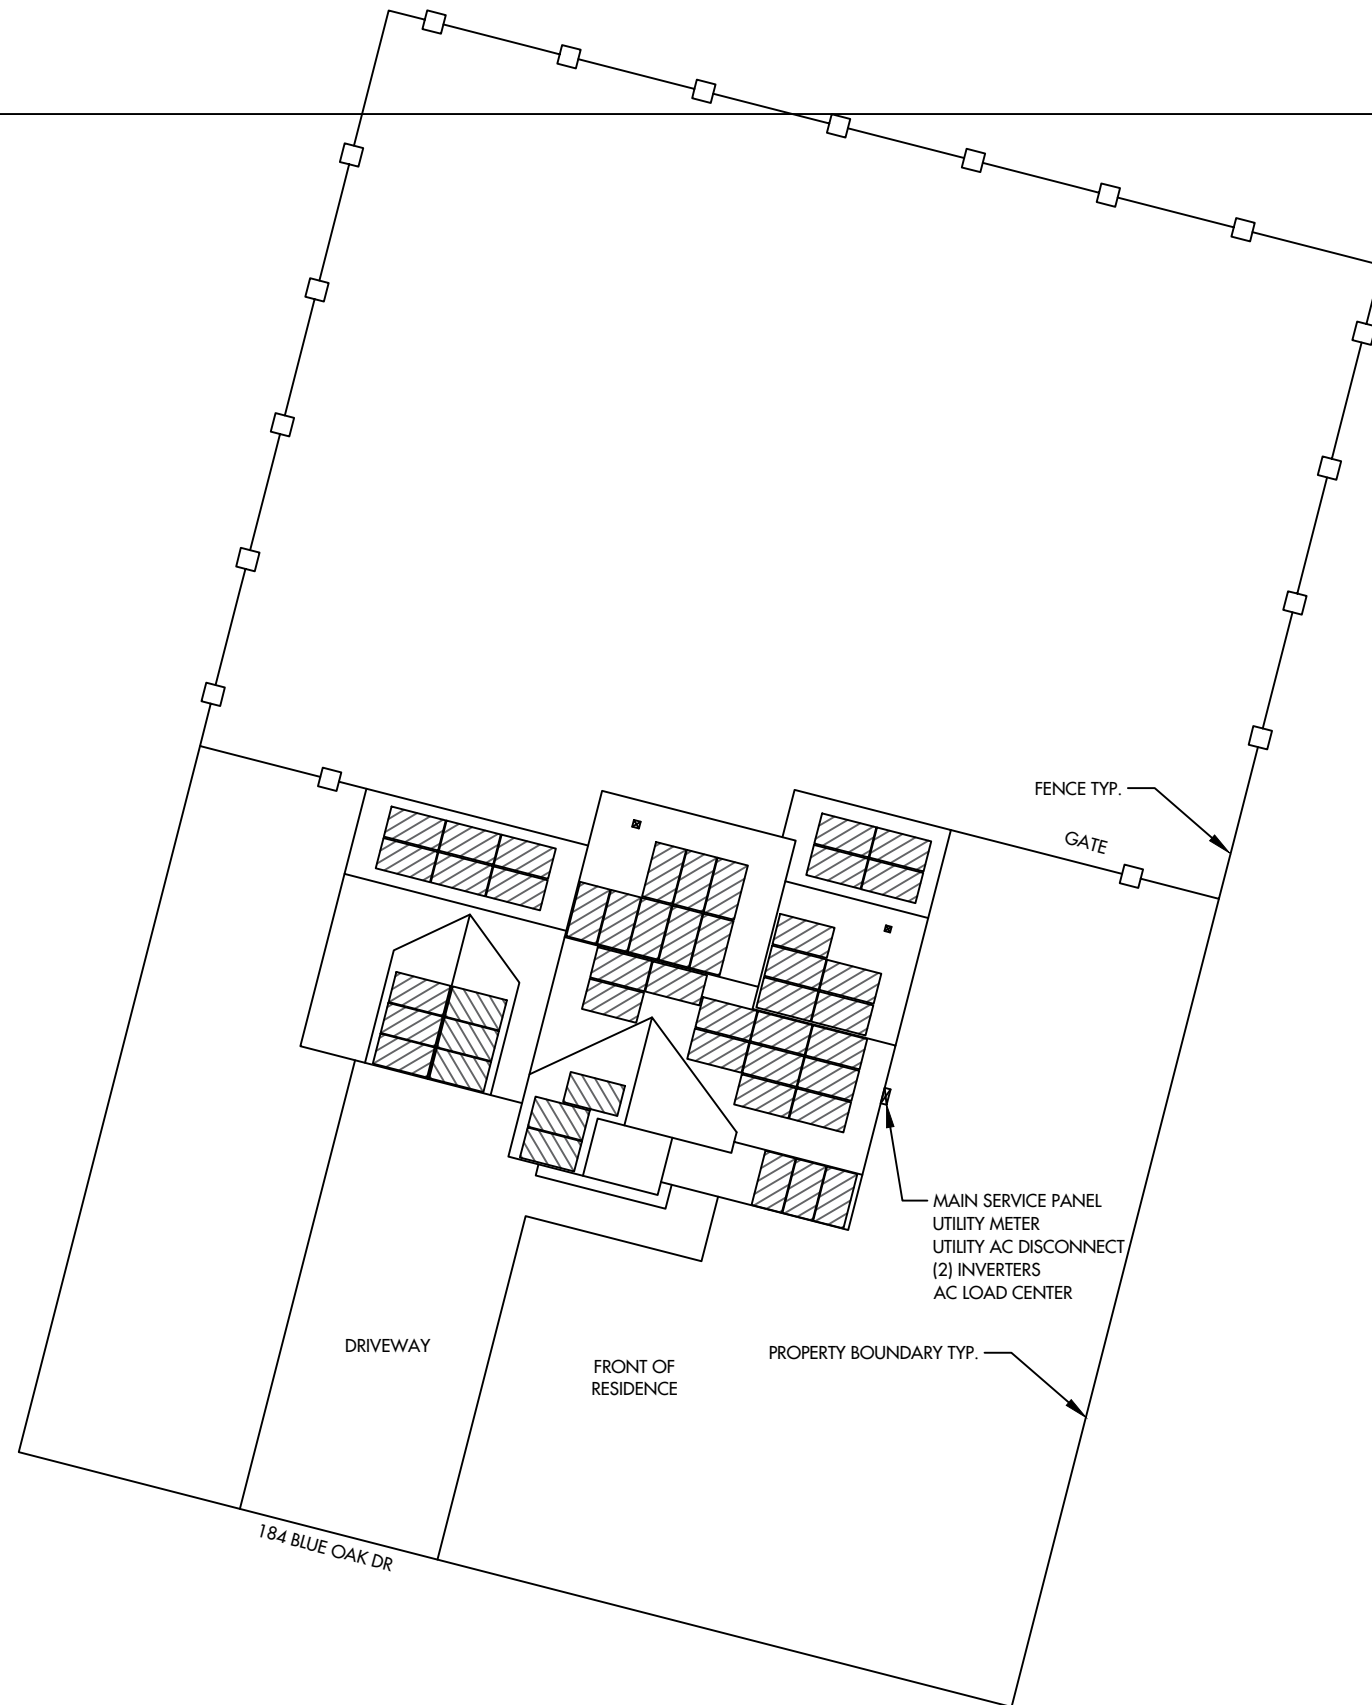 FENCE TYP.
GATE
MAIN SERVICE PANEL
UTILITY METER
UTILITY AC DISCONNECT
(2) INVERTERS
AC LOAD CENTER
DRIVEWAY
FRONT OF
RESIDENCE
PROPERTY BOUNDARY TYP.
184 BLUE OAK DR